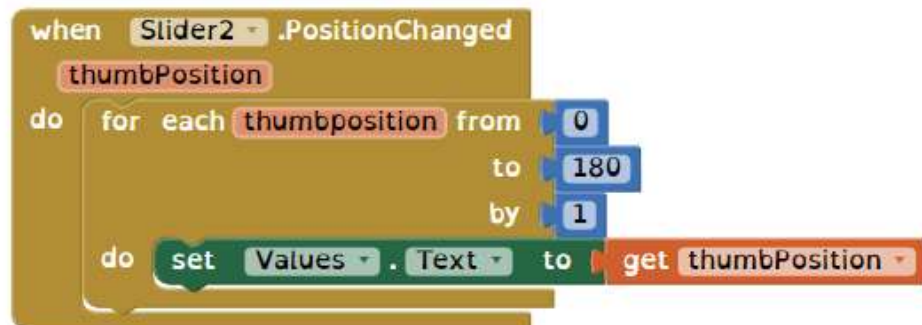 when Slider2 .PositionChanged
thumbPosition
do for each thumbposition from 0
to 180
by 1
do set Values . Text to get thumbPosition